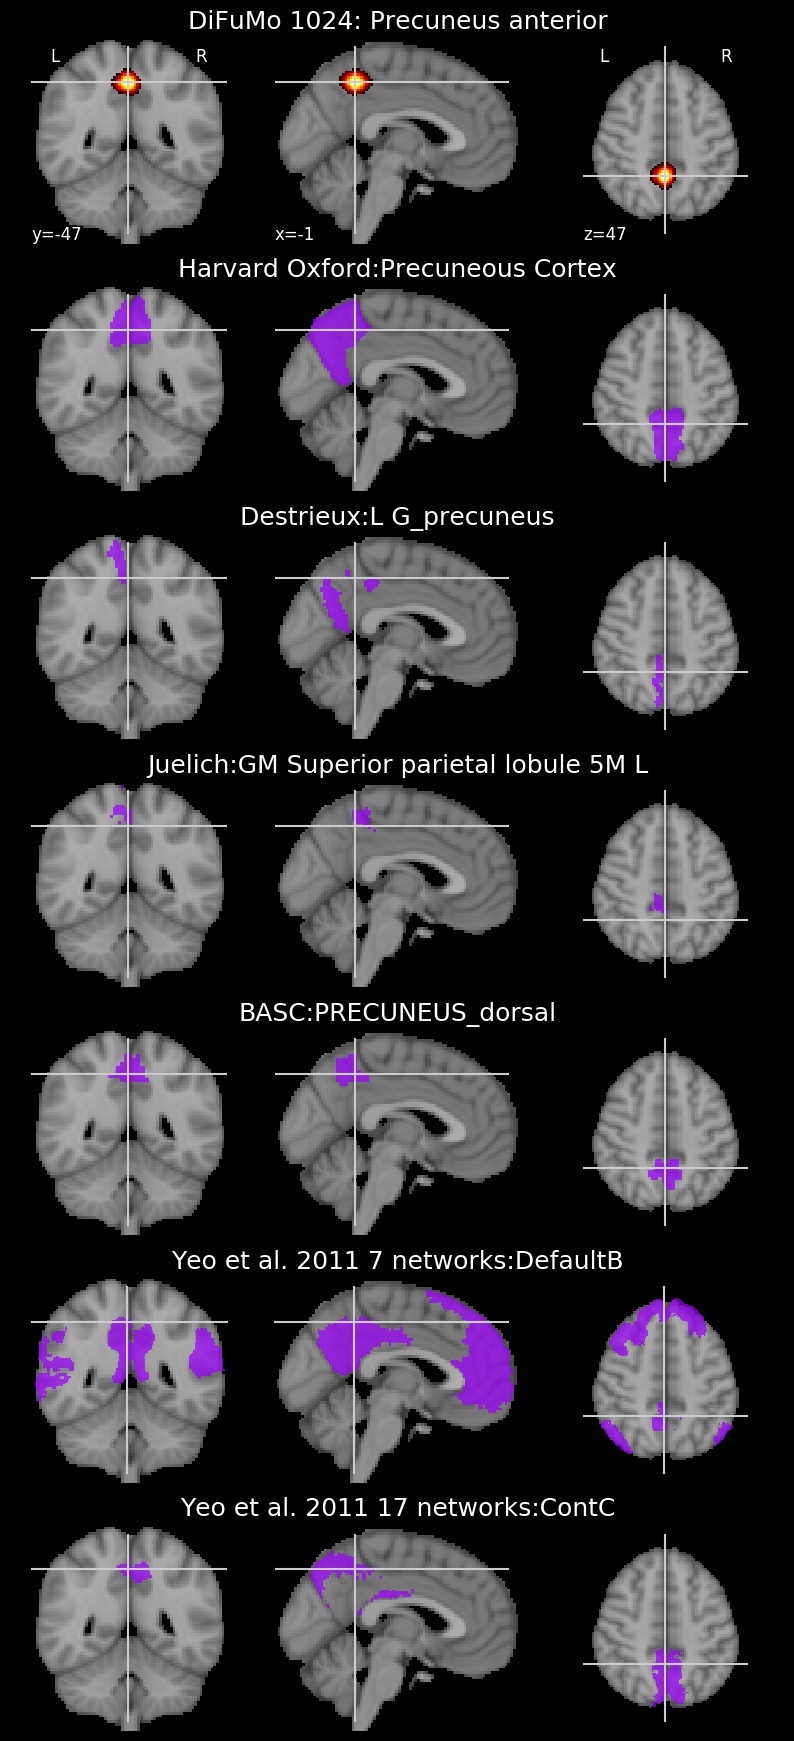 DiFuMo 1024: Precuneus anterior
L R L R
y=-47 x=-1 z=47
Harvard Oxford:Precuneous Cortex
Destrieux:L G_precuneus
Juelich:GM Superior parietal lobule 5M L
BASC:PRECUNEUS_dorsal
Yeo et al. 2011 7 networks:DefaultB
Yeo et al. 2011 17 networks:ContC